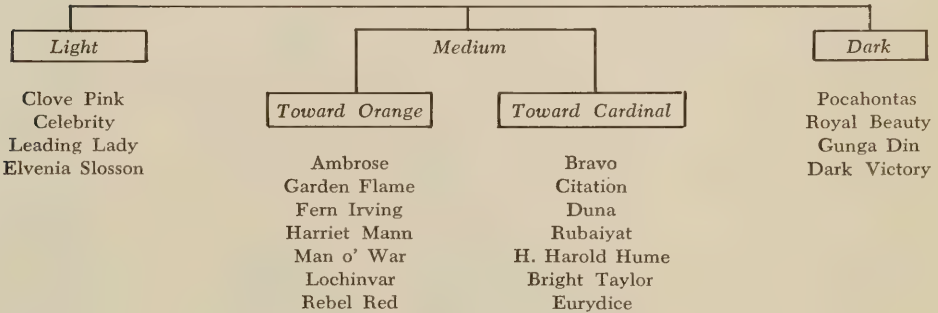 Light
Medium
Dark
Clove Pink
Celebrity
Leading Lady
Elvenia Slosson
Toward Orange
Ambrose
Garden Flame
Fern Irving
Harriet Mann
Man o' War
Lochinvar
Rebel Red
Toward Cardinal
Bravo
Citation
Duna
Rubaiyat
H. Harold Hume
Bright Taylor
Eurydice
Pocahontas
Royal Beauty
Gunga Din
Dark Victory